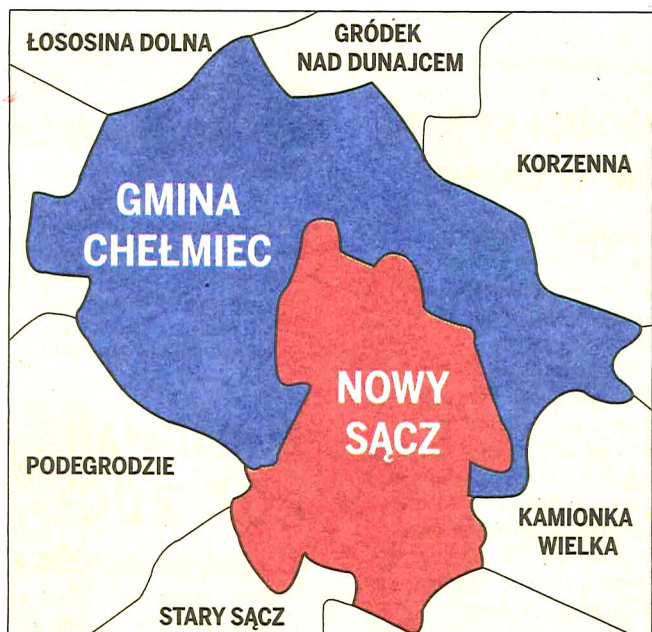 ŁOSOSINA DOLNA
GRÓDEK
NAD DUNAJCEM
KORZENNA
GMINA
CHEŁMIEC
NOWY
SĄCZ
PODEGRODZIE
KAMIONKA
WIELKA
STARY SĄCZ